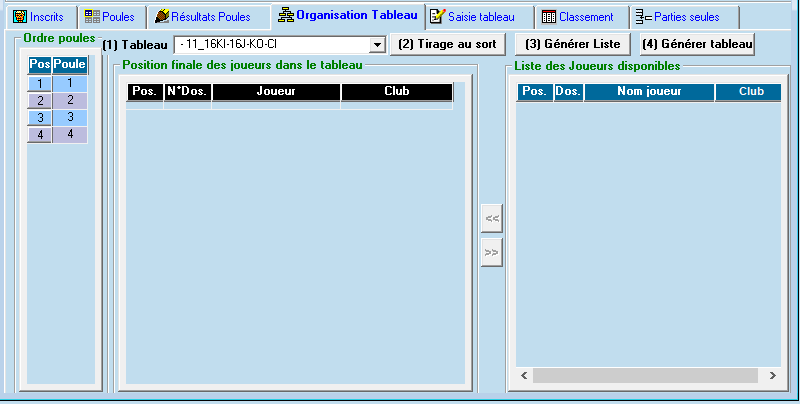 Inscrits Poules Résultats Poules Organisation Tableau Saisie tableau Classement Parties seules
Ordre poules
(1) Tableau - 11_16KI-16J-KO-CI (2) Tirage au sort (3) Générer Liste (4) Générer tableau
Pos Poule
1 1
2 2
3 3
4 4
Position finale des joueurs dans le tableau
Pos. N°Dos. Joueur Club
<<
>>
Liste des Joueurs disponibles
Pos. Dos. Nom joueur Club